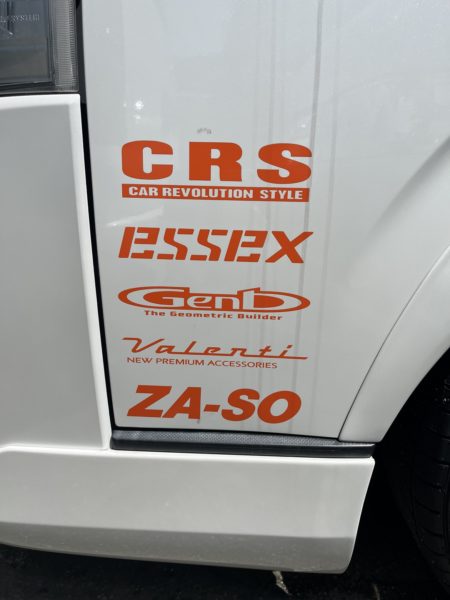 CRS
CAR REVOLUTION STYLE
essex
Genb
The Geometric Builder
Valenti
NEW PREMIUM ACCESSORIES
ZA-SO